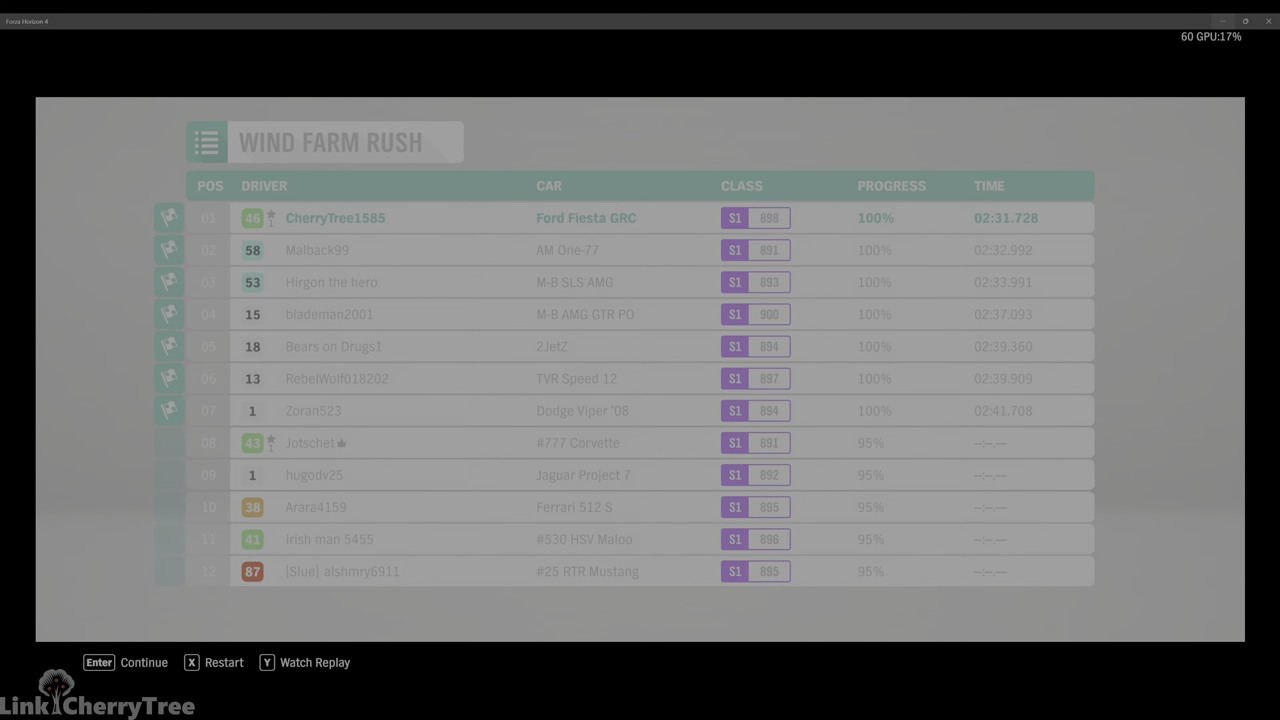 Forza Horizon 4
60 GPU:17%
WIND FARM RUSH
POS DRIVER CAR CLASS PROGRESS TIME
01 46 1 CherryTree1585 Ford Fiesta GRC S1 898 100% 02:31.728
02 58 Malback99 AM One-77 S1 891 100% 02:32.992
03 53 Hirgon the hero M-B SLS AMG S1 893 100% 02:33.991
04 15 blademan2001 M-B AMG GTR PO S1 900 100% 02:37.093
05 18 Bears on Drugs1 2JetZ S1 894 100% 02:39.360
06 13 RebelWolf018202 TVR Speed 12 S1 897 100% 02:39.909
07 1 Zoran523 Dodge Viper '08 S1 894 100% 02:41.708
08 43 1 Jotschet #777 Corvette S1 891 95% --:--.---
09 1 hugodv25 Jaguar Project 7 S1 892 95% --:--.---
10 38 Arara4159 Ferrari 512 S S1 895 95% --:--.---
11 41 irish man 5455 #530 HSV Maloo S1 896 95% --:--.---
12 87 [Slue] alshmry6911 #25 RTR Mustang S1 895 95% --:--.---
Enter Continue X Restart Y Watch Replay
Link CherryTree